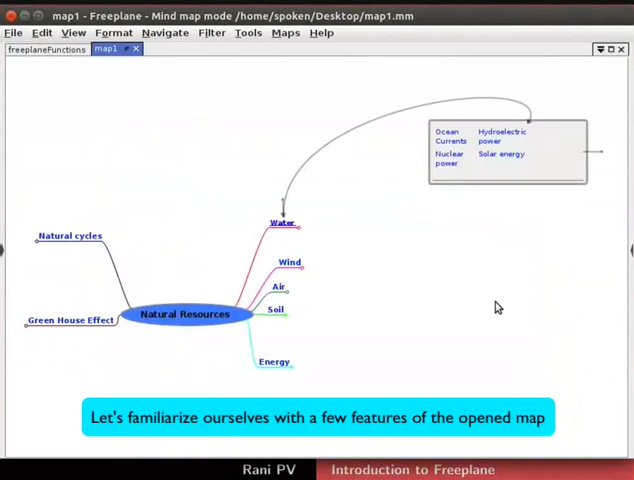 map1 - Freeplane - Mind map mode /home/spoken/Desktop/map1.mm
File Edit View Format Navigate Filter Tools Maps Help
freeplaneFunctions map1
Ocean Currents
Hydroelectric power
Nuclear power
Solar energy
Water
Natural cycles
Wind
Air
Soil
Natural Resources
Green House Effect
Energy
Let's familiarize ourselves with a few features of the opened map
Rani PV Introduction to Freeplane